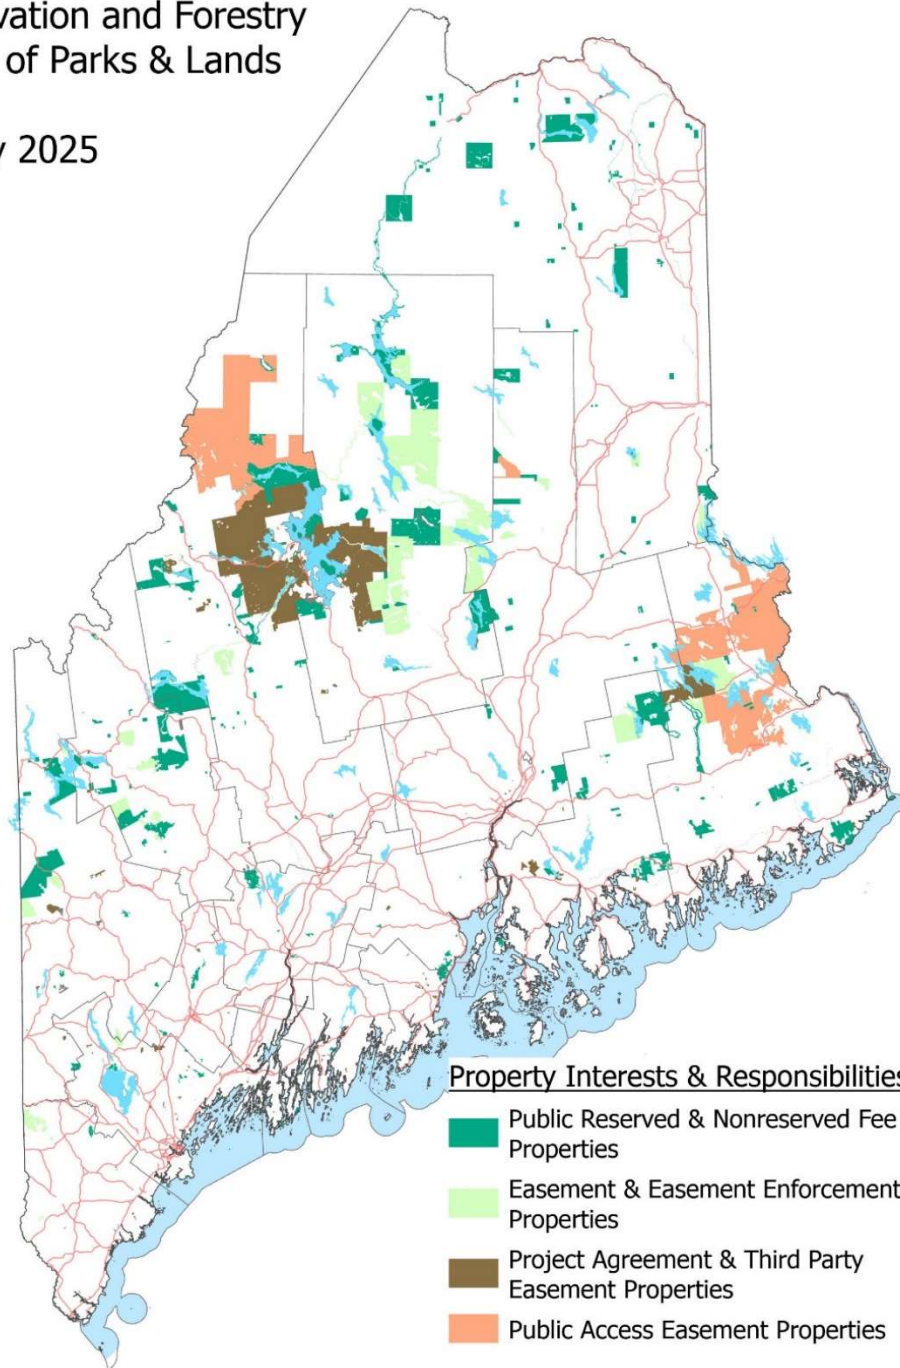 vation and Forestry
of Parks & Lands
y 2025
Property Interests & Responsibilities
Public Reserved & Nonreserved Fee
Properties
Easement & Easement Enforcement
Properties
Project Agreement & Third Party
Easement Properties
Public Access Easement Properties